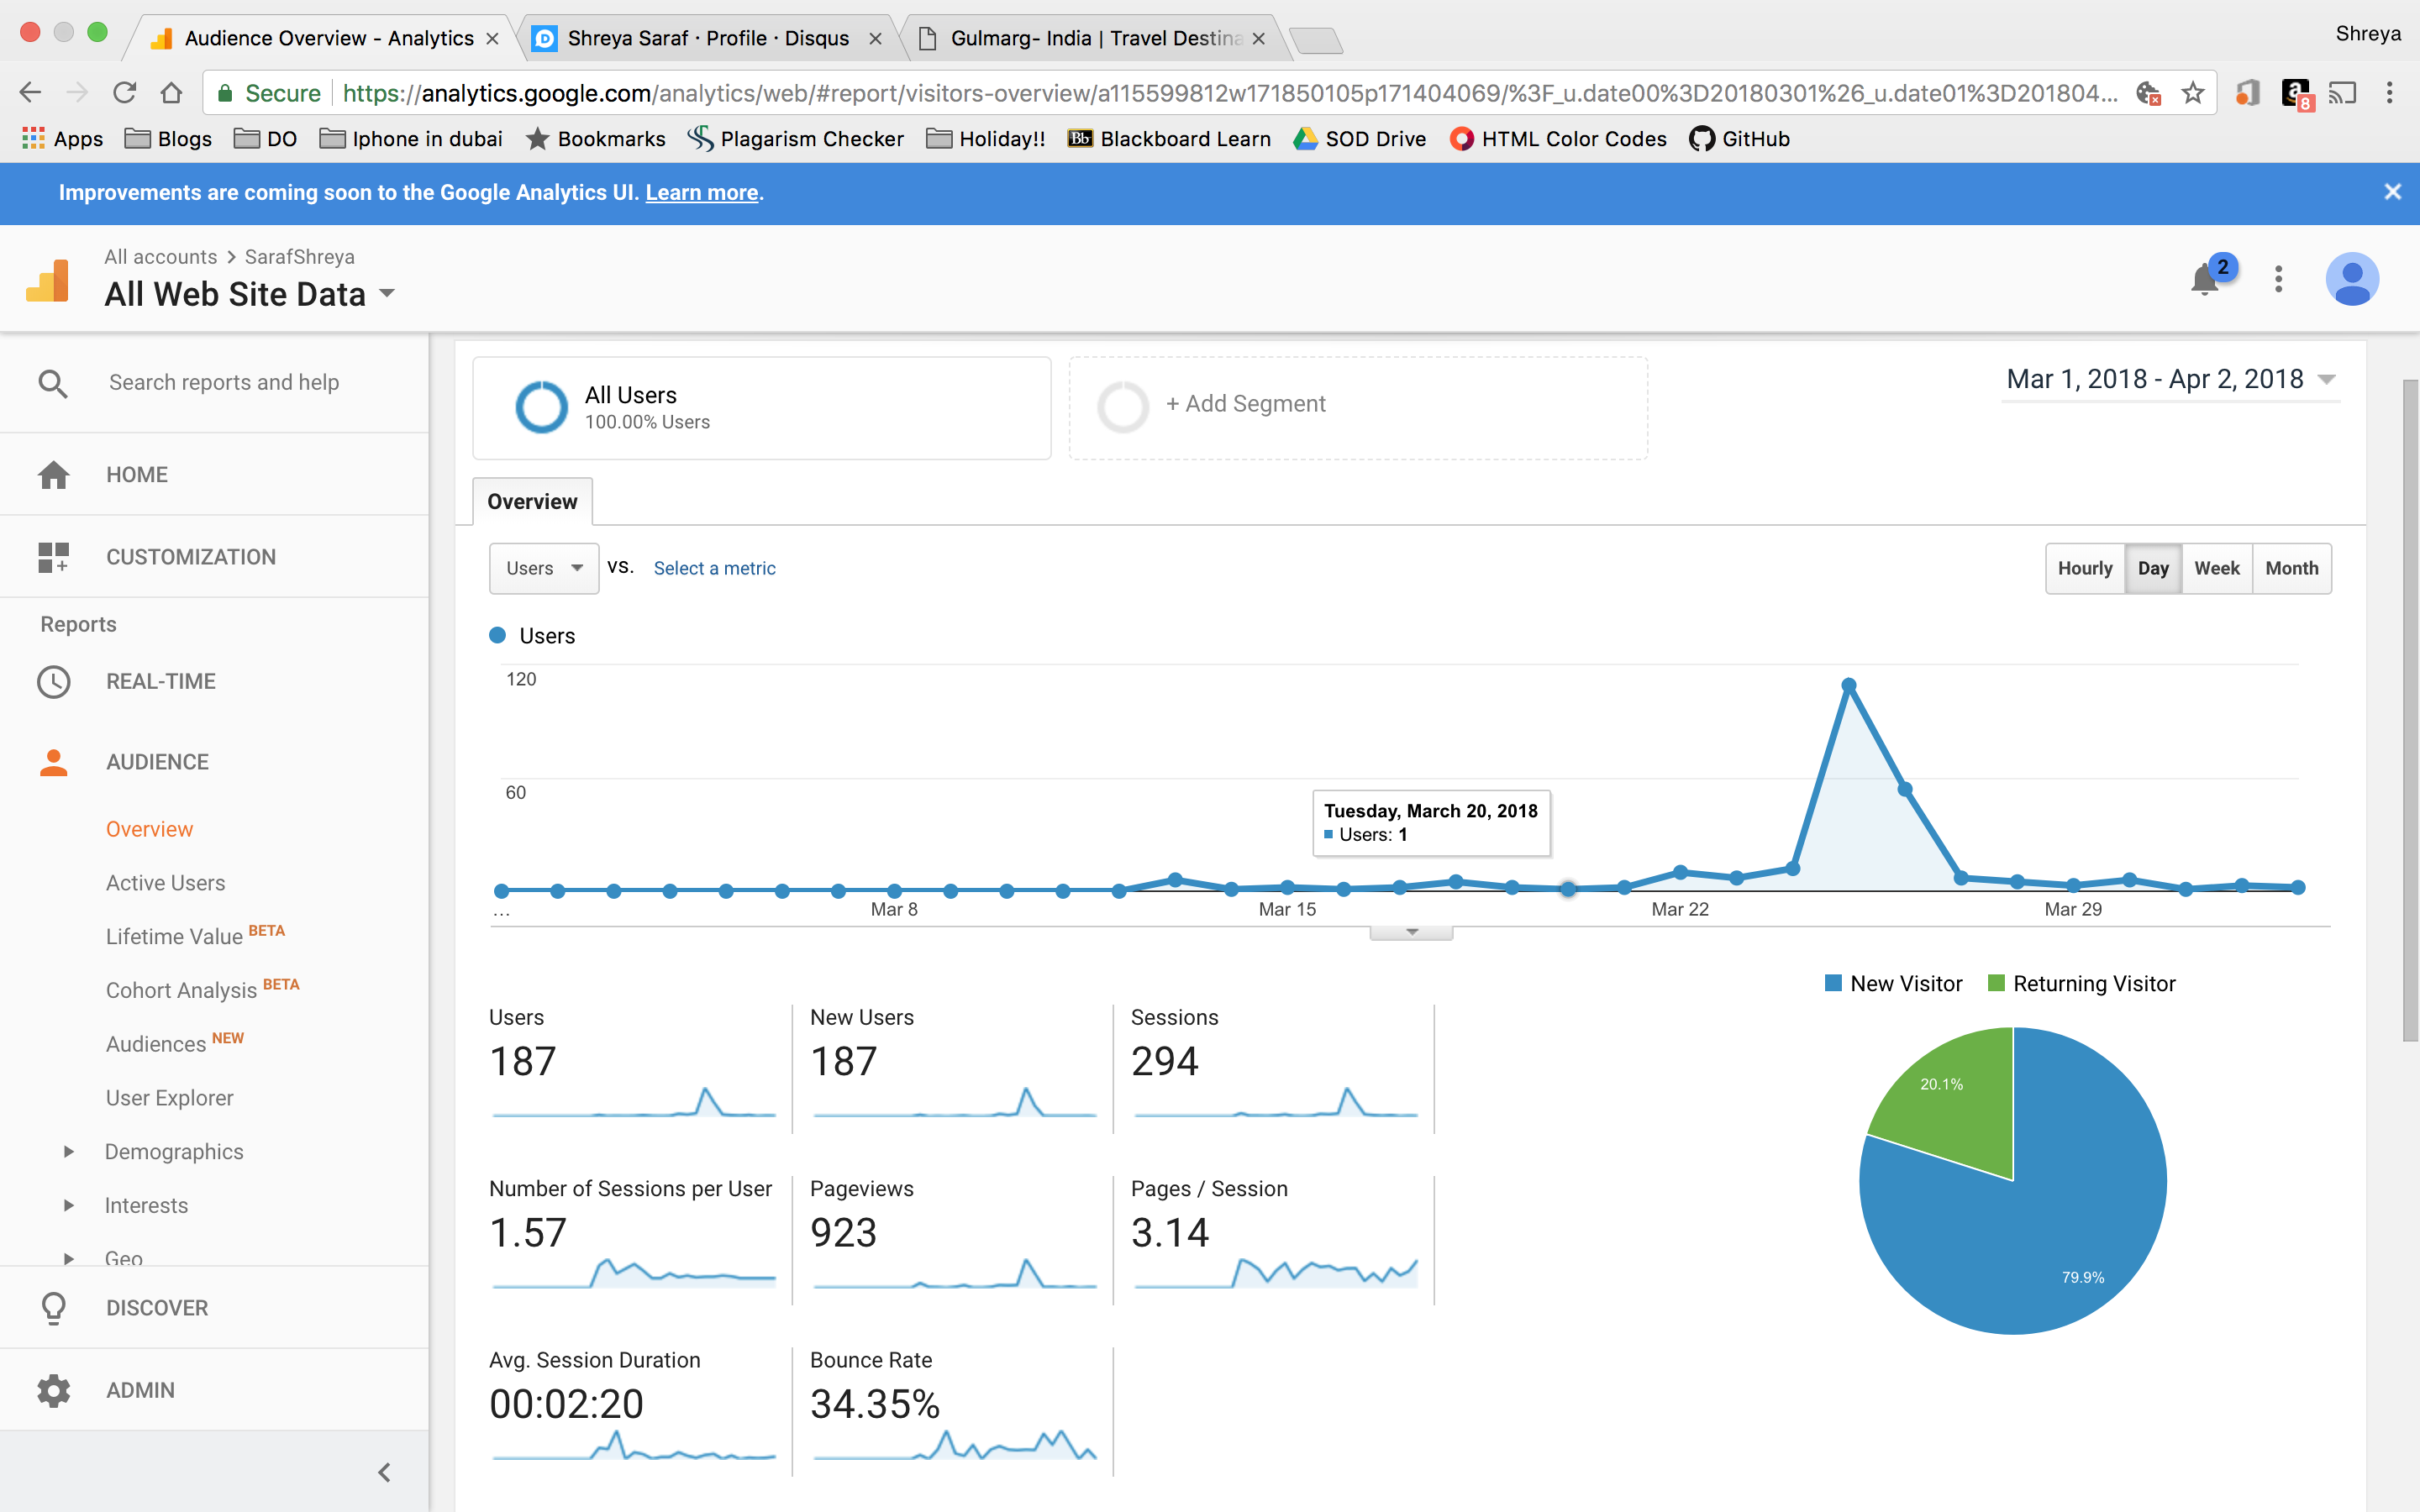 Audience Overview - Analytics
Shreya Saraf · Profile · Disqus
Gulmarg- India | Travel Destina
Shreya
Secure
https://analytics.google.com/analytics/web/#report/visitors-overview/a115599812w171850105p171404069/%3F_u.date00%3D20180301%26_u.date01%3D201804...
8
Apps
Blogs
DO
Iphone in dubai
Bookmarks
Plagarism Checker
Holiday!!
Bb
Blackboard Learn
SOD Drive
HTML Color Codes
GitHub
Improvements are coming soon to the Google Analytics UI. Learn more.
All accounts > SarafShreya
All Web Site Data
2
Search reports and help
HOME
CUSTOMIZATION
Reports
REAL-TIME
AUDIENCE
Overview
Active Users
Lifetime Value BETA
Cohort Analysis BETA
Audiences NEW
User Explorer
Demographics
Interests
Geo
DISCOVER
ADMIN
All Users
100.00% Users
+ Add Segment
Mar 1, 2018 - Apr 2, 2018
Overview
Users
VS.
Select a metric
Hourly
Day
Week
Month
Users
120
60
Tuesday, March 20, 2018
Users: 1
...
Mar 8
Mar 15
Mar 22
Mar 29
New Visitor
Returning Visitor
Users
187
New Users
187
Sessions
294
20.1%
79.9%
Number of Sessions per User
1.57
Pageviews
923
Pages / Session
3.14
Avg. Session Duration
00:02:20
Bounce Rate
34.35%